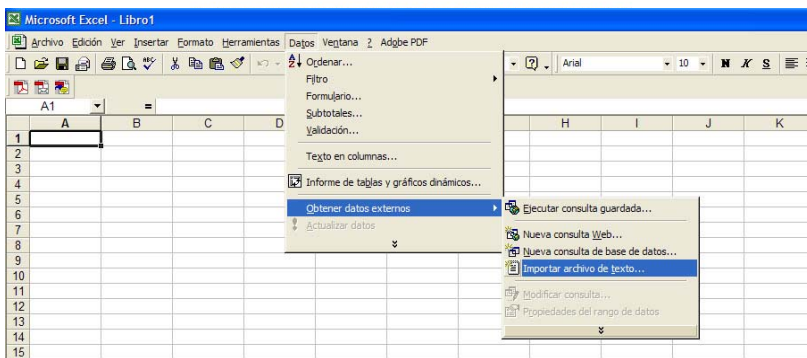 Microsoft Excel - Libro1
Archivo Edición Ver Insertar Formato Herramientas Datos Ventana ? Adobe PDF
Arial 10 N K S
A1 =
A B C D H I J K
Ordenar...
Filtro
Formulario...
Subtotales...
Validación...
Texto en columnas...
Informe de tablas y gráficos dinámicos...
Obtener datos externos
Actualizar datos
Ejecutar consulta guardada...
Nueva consulta Web...
Nueva consulta de base de datos...
Importar archivo de texto...
Modificar consulta...
Propiedades del rango de datos
1
2
3
4
5
6
7
8
9
10
11
12
13
14
15